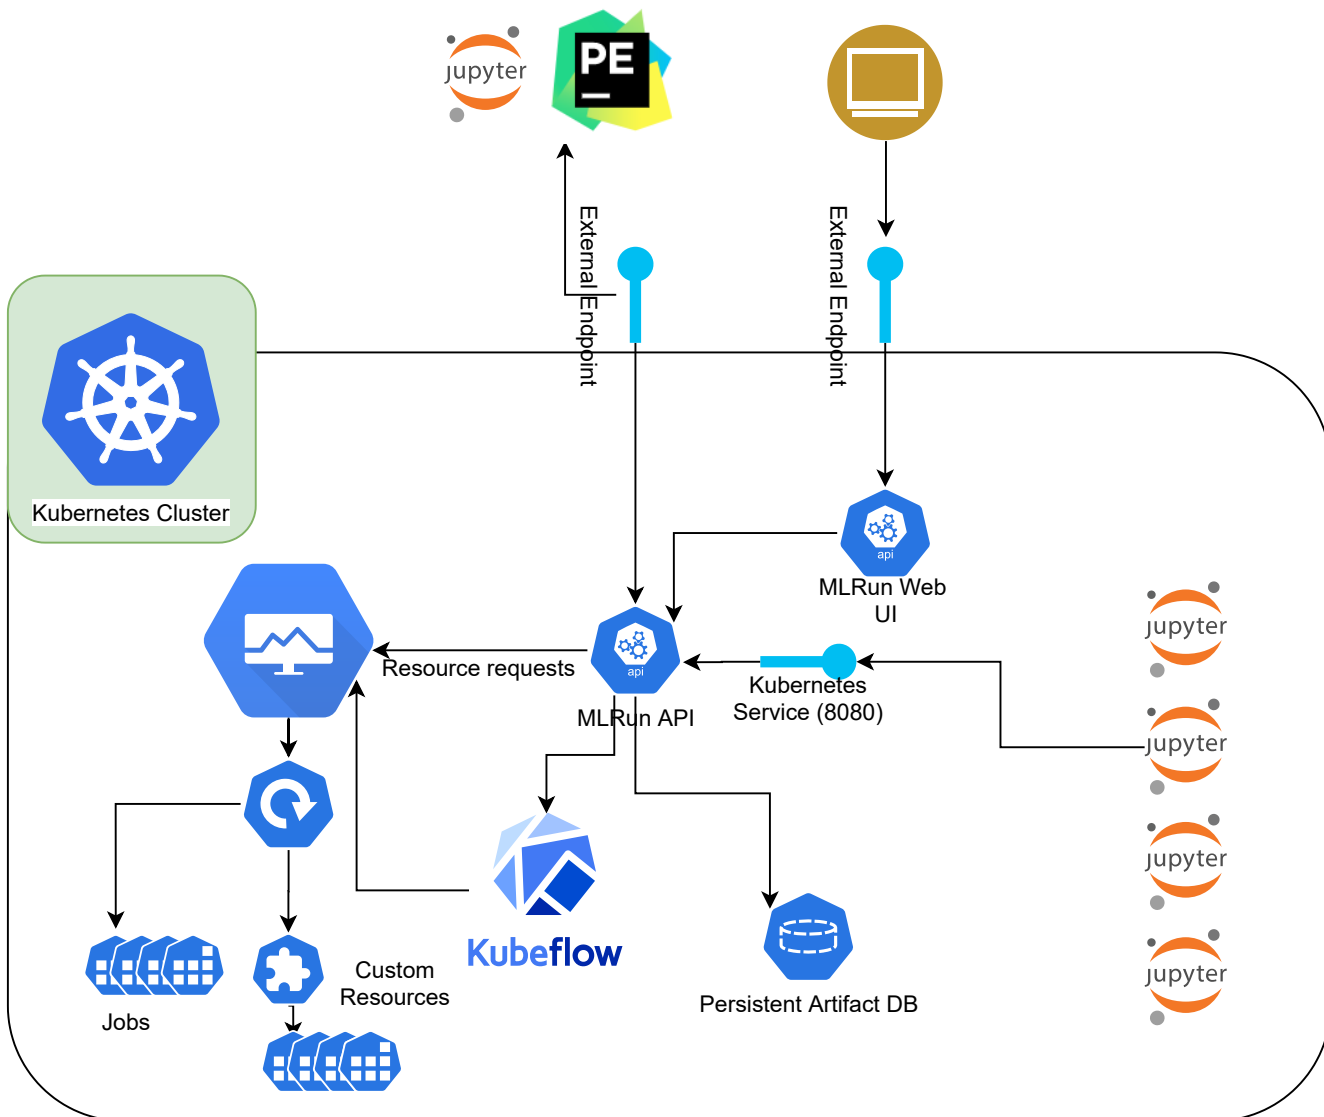 jupyter
PE
External Endpoint
External Endpoint
Kubernetes Cluster
api
MLRun Web
UI
jupyter
Resource requests
api
MLRun API
Kubernetes
Service (8080)
jupyter
jupyter
Kubeflow
Custom
Resources
Jobs
Persistent Artifact DB
jupyter